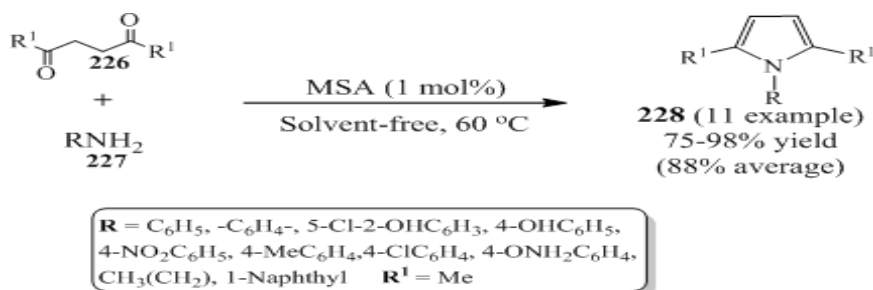 R¹
O
O
226
R¹
+
RNH₂
227
MSA (1 mol%)
Solvent-free, 60 °C
R¹
N
R¹
R
228 (11 example)
75-98% yield
(88% average)
R = C₆H₅, -C₆H₄-, 5-Cl-2-OHC₆H₃, 4-OHC₆H₅,
4-NO₂C₆H₅, 4-MeC₆H₄,4-ClC₆H₄, 4-ONH₂C₆H₄,
CH₃(CH₂), 1-Naphthyl R¹ = Me